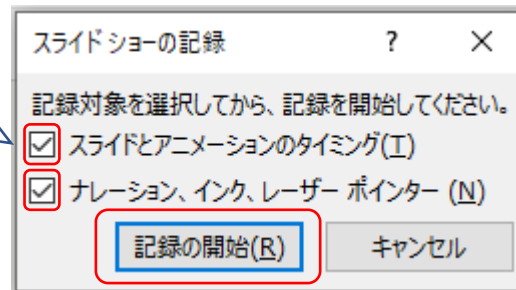 スライド ショーの記録 ? ×
記録対象を選択してから、記録を開始してください。
スライドとアニメーションのタイミング(T)
ナレーション、インク、レーザー ポインター (N)
記録の開始(R) キャンセル